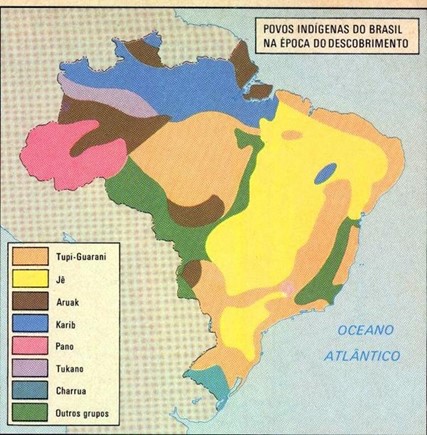 POVOS INDÍGENAS DO BRASIL
NA ÉPOCA DO DESCOBRIMENTO
Tupi-Guarani
Jê
Aruak
Karib
Pano
Tukano
Charrua
Outros grupos
OCEANO
ATLÂNTICO